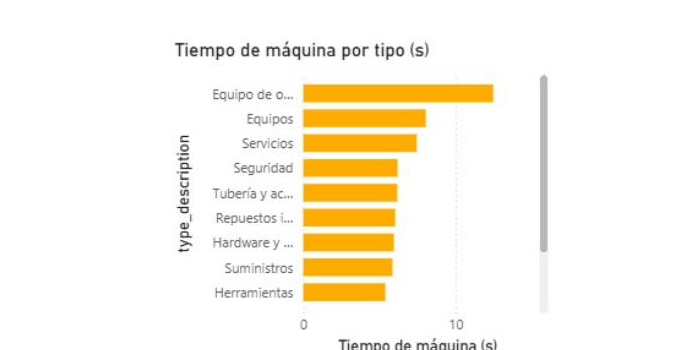 Tiempo de máquina por tipo (s)
type_description
Equipo de o...
Equipos
Servicios
Seguridad
Tubería y ac...
Repuestos i...
Hardware y ...
Suministros
Herramientas
0 10
Tiempo de máquina (s)